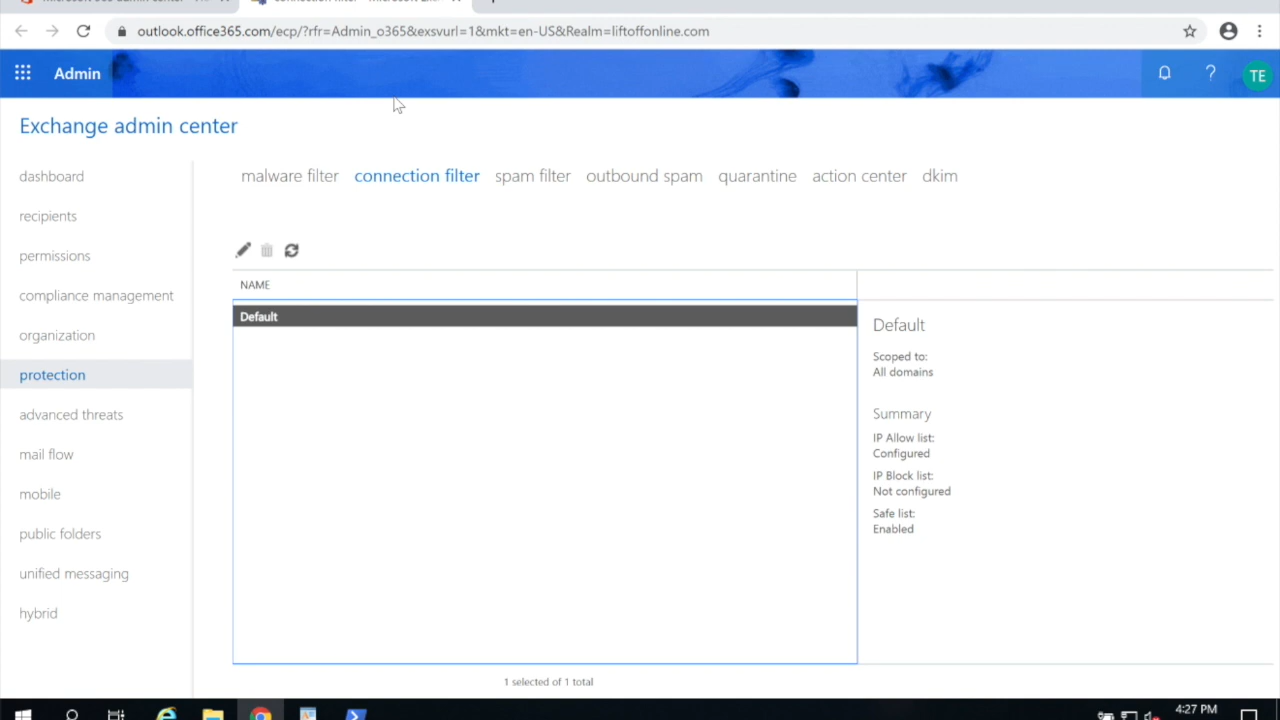 outlook.office365.com/ecp/?rfr=Admin_o365&exsvurl=1&mkt=en-US&Realm=liftoffonline.com
Admin
TE
Exchange admin center
dashboard
recipients
permissions
compliance management
organization
protection
advanced threats
mail flow
mobile
public folders
unified messaging
hybrid
malware filter connection filter spam filter outbound spam quarantine action center dkim
NAME
Default
Default
Scoped to:
All domains
Summary
IP Allow list:
Configured
IP Block list:
Not configured
Safe list:
Enabled
1 selected of 1 total
4:27 PM